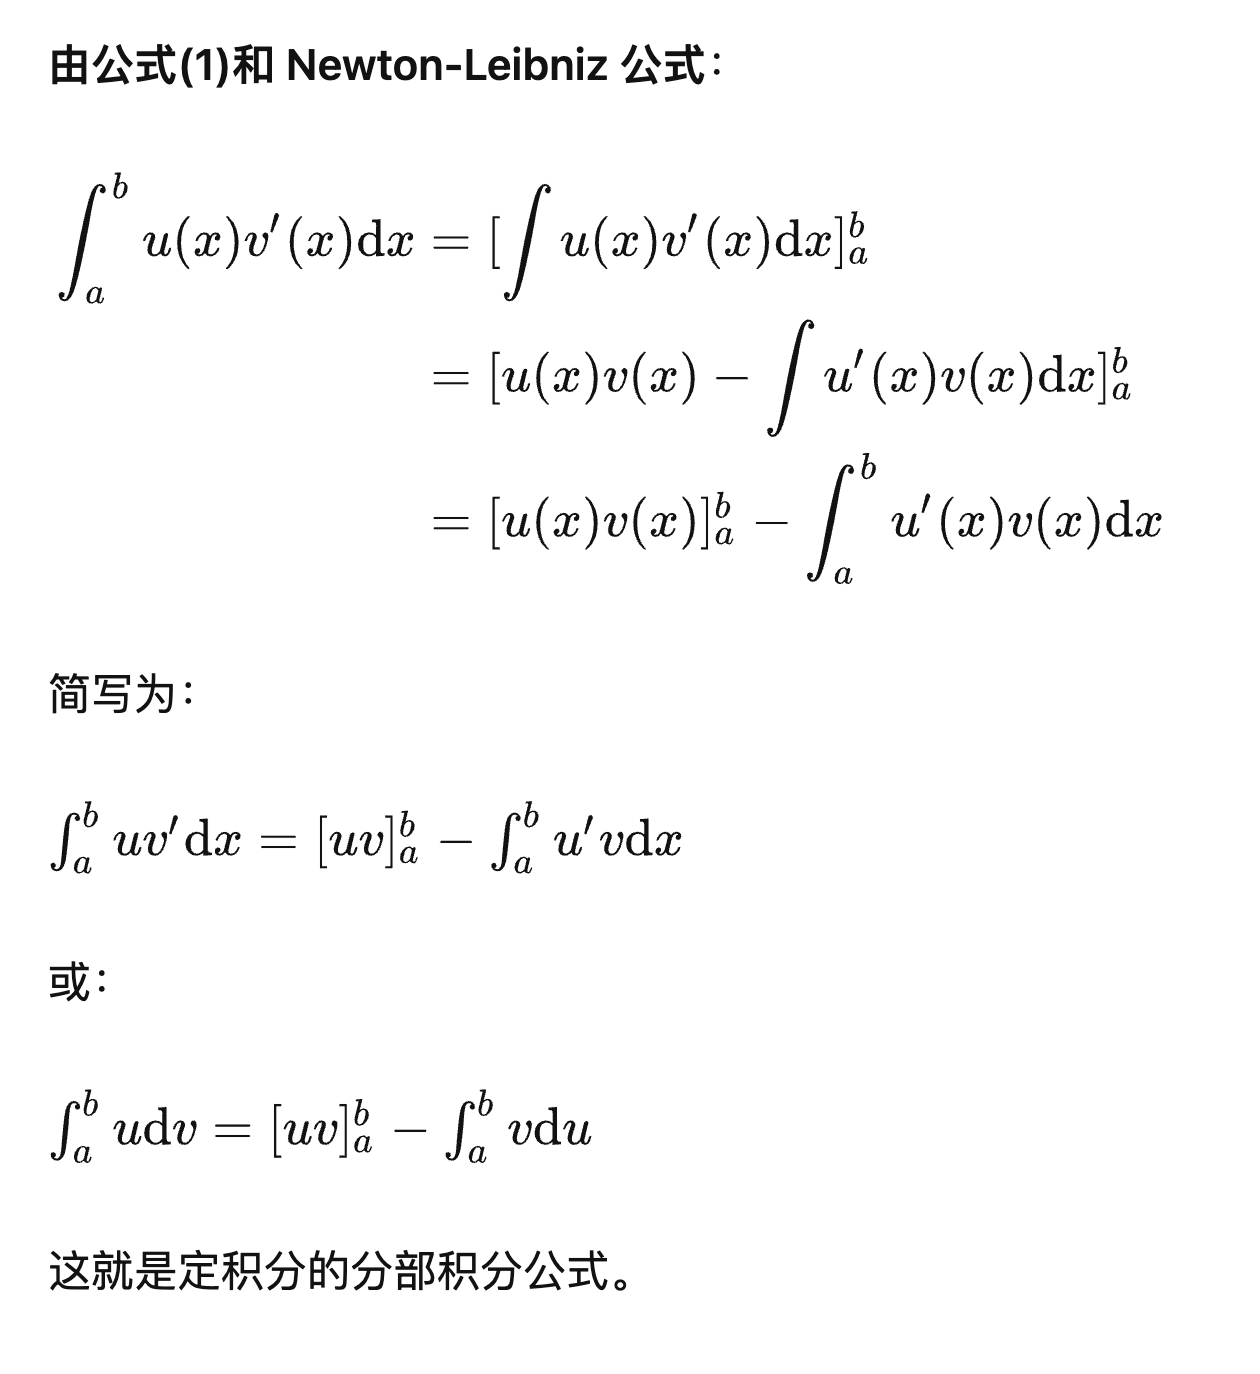 由公式(1)和 Newton-Leibniz 公式：
$\int_a^b u(x)v'(x)\mathrm{d}x = [\int u(x)v'(x)\mathrm{d}x]_a^b$
$= [u(x)v(x) - \int u'(x)v(x)\mathrm{d}x]_a^b$
$= [u(x)v(x)]_a^b - \int_a^b u'(x)v(x)\mathrm{d}x$
简写为：
$\int_a^b uv'\mathrm{d}x = [uv]_a^b - \int_a^b u'v\mathrm{d}x$
或：
$\int_a^b u\mathrm{d}v = [uv]_a^b - \int_a^b v\mathrm{d}u$
这就是定积分的分部积分公式。